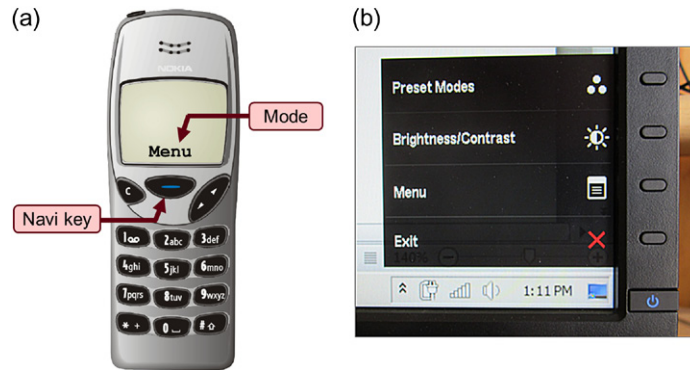 (a)
NOKIA
Mode
Menu
C
Navi key
1
2abc
3def
4ghi
5jkl
6mno
7pqrs
8tuv
9wxyz
* +
0
#
(b)
Preset Modes
Brightness/Contrast
Menu
Exit
140%
1:11 PM